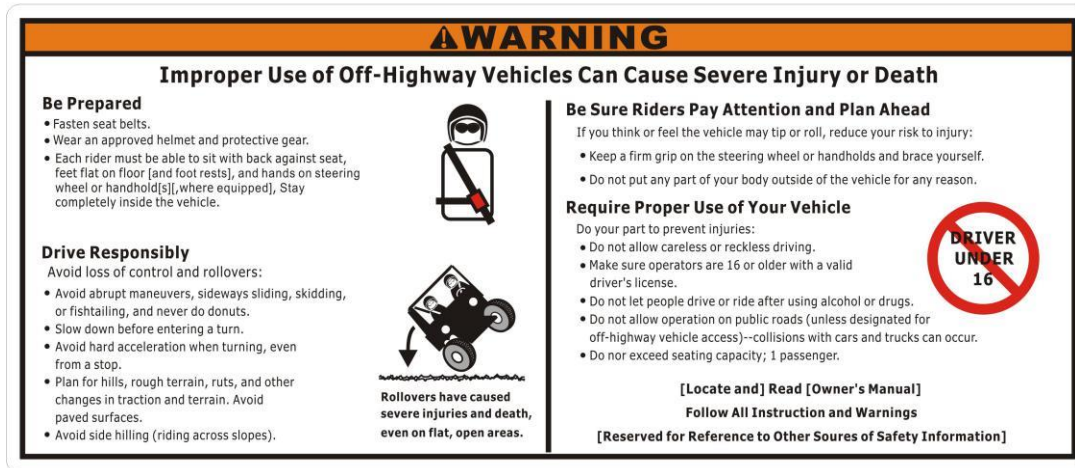 WARNING
Improper Use of Off-Highway Vehicles Can Cause Severe Injury or Death
Be Prepared
• Fasten seat belts.
• Wear an approved helmet and protective gear.
• Each rider must be able to sit with back against seat,
feet flat on floor [and foot rests], and hands on steering
wheel or handhold[s][,where equipped], Stay
completely inside the vehicle.
Drive Responsibly
Avoid loss of control and rollovers:
• Avoid abrupt maneuvers, sideways sliding, skidding,
or fishtailing, and never do donuts.
• Slow down before entering a turn.
• Avoid hard acceleration when turning, even
from a stop.
• Plan for hills, rough terrain, ruts, and other
changes in traction and terrain. Avoid
paved surfaces.
• Avoid side hilling (riding across slopes).
Rollovers have caused
severe injuries and death,
even on flat, open areas.
Be Sure Riders Pay Attention and Plan Ahead
If you think or feel the vehicle may tip or roll, reduce your risk to injury:
• Keep a firm grip on the steering wheel or handholds and brace yourself.
• Do not put any part of your body outside of the vehicle for any reason.
Require Proper Use of Your Vehicle
Do your part to prevent injuries:
• Do not allow careless or reckless driving.
• Make sure operators are 16 or older with a valid
driver's license.
• Do not let people drive or ride after using alcohol or drugs.
• Do not allow operation on public roads (unless designated for
off-highway vehicle access)--collisions with cars and trucks can occur.
• Do nor exceed seating capacity; 1 passenger.
DRIVER
UNDER
16
[Locate and] Read [Owner's Manual]
Follow All Instruction and Warnings
[Reserved for Reference to Other Soures of Safety Information]